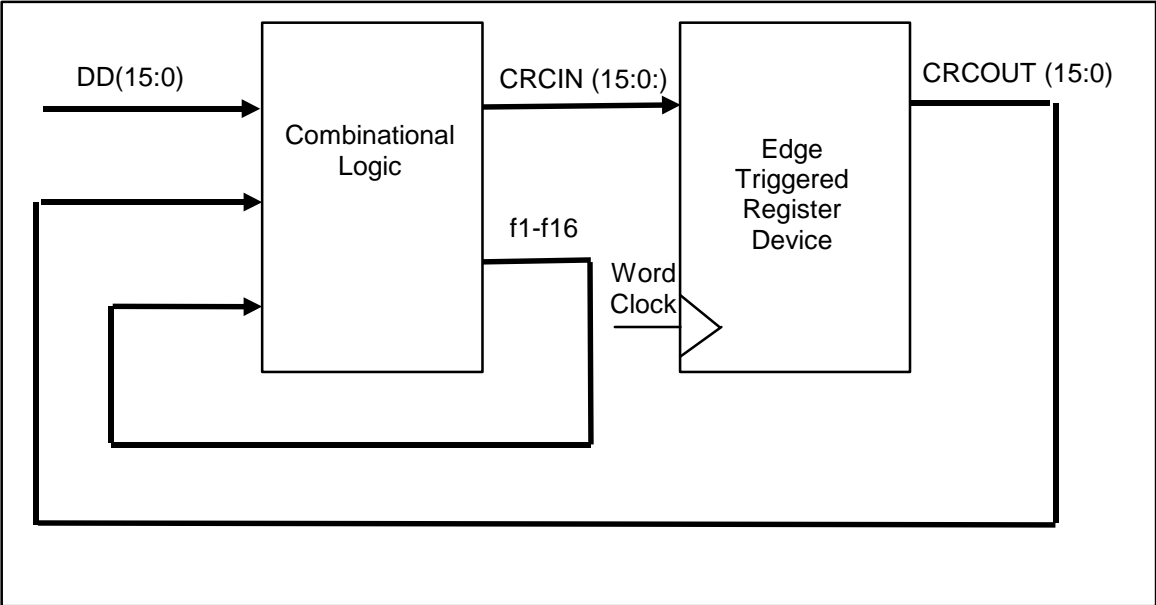 DD(15:0)
Combinational
Logic
CRCIN (15:0:)
f1-f16
Word
Clock
Edge
Triggered
Register
Device
CRCOUT (15:0)